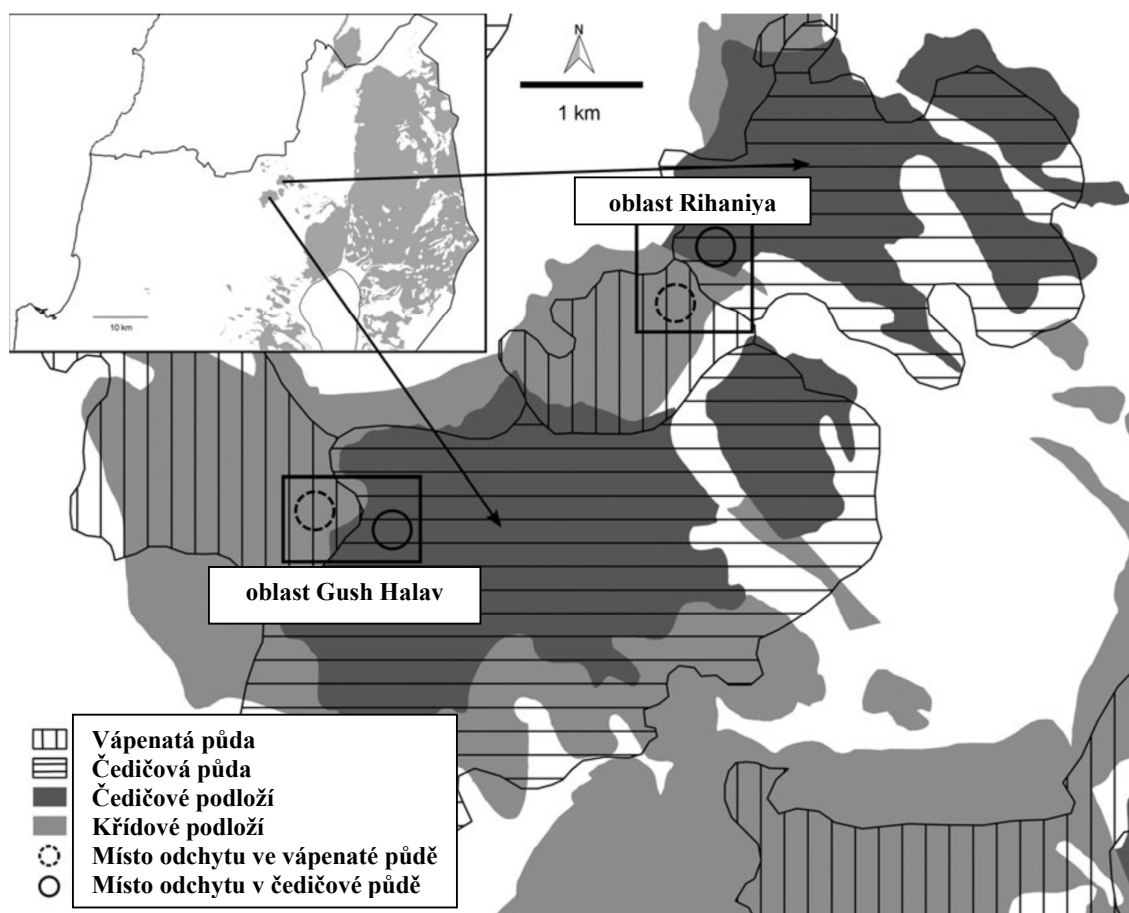 N
1 km
10 km
oblast Rihaniya
oblast Gush Halav
Vápenatá půda
Čedičová půda
Čedičové podloží
Křídové podloží
Místo odchytu ve vápenaté půdě
Místo odchytu v čedičové půdě